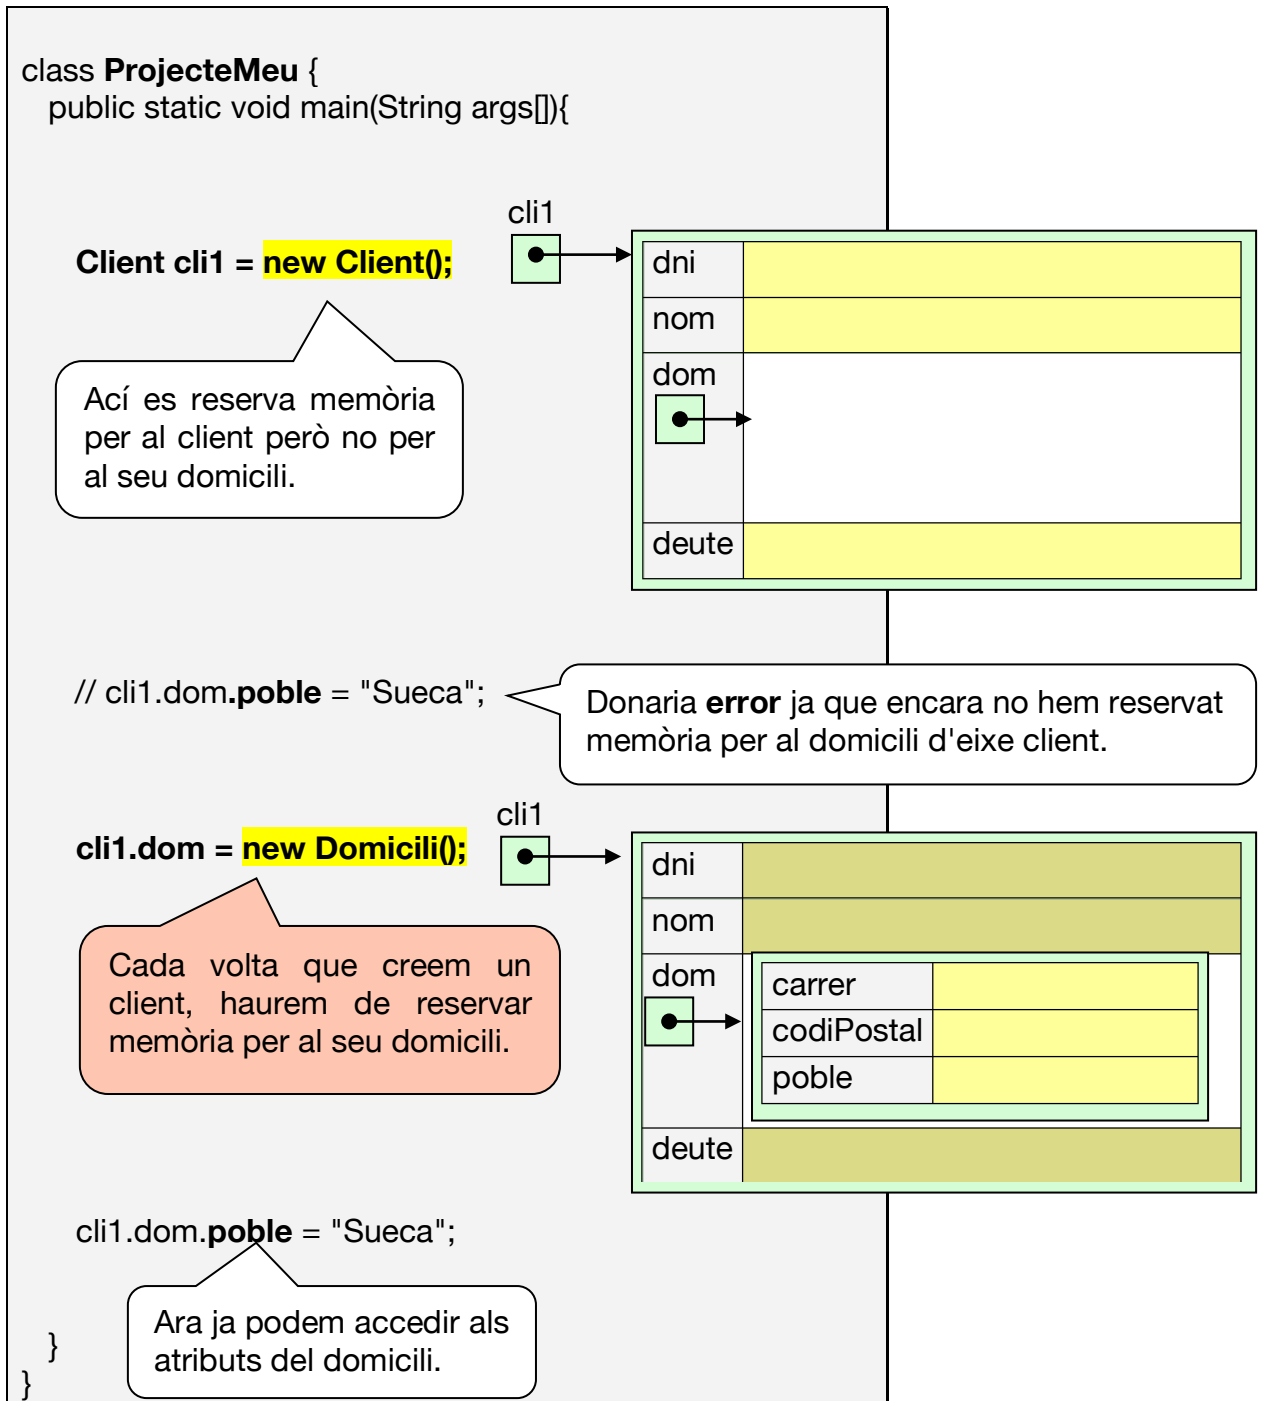 class ProjecteMeu {
public static void main(String args[]){
cli1
Client cli1 = new Client();
dni
nom
dom
deute
Ací es reserva memòria
per al client però no per
al seu domicili.
// cli1.dom.poble = "Sueca";
Donaria error ja que encara no hem reservat
memòria per al domicili d'eixe client.
cli1
cli1.dom = new Domicili();
dni
nom
dom
carrer
codiPostal
poble
deute
Cada volta que creem un
client, haurem de reservar
memòria per al seu domicili.
cli1.dom.poble = "Sueca";
Ara ja podem accedir als
atributs del domicili.
}
}